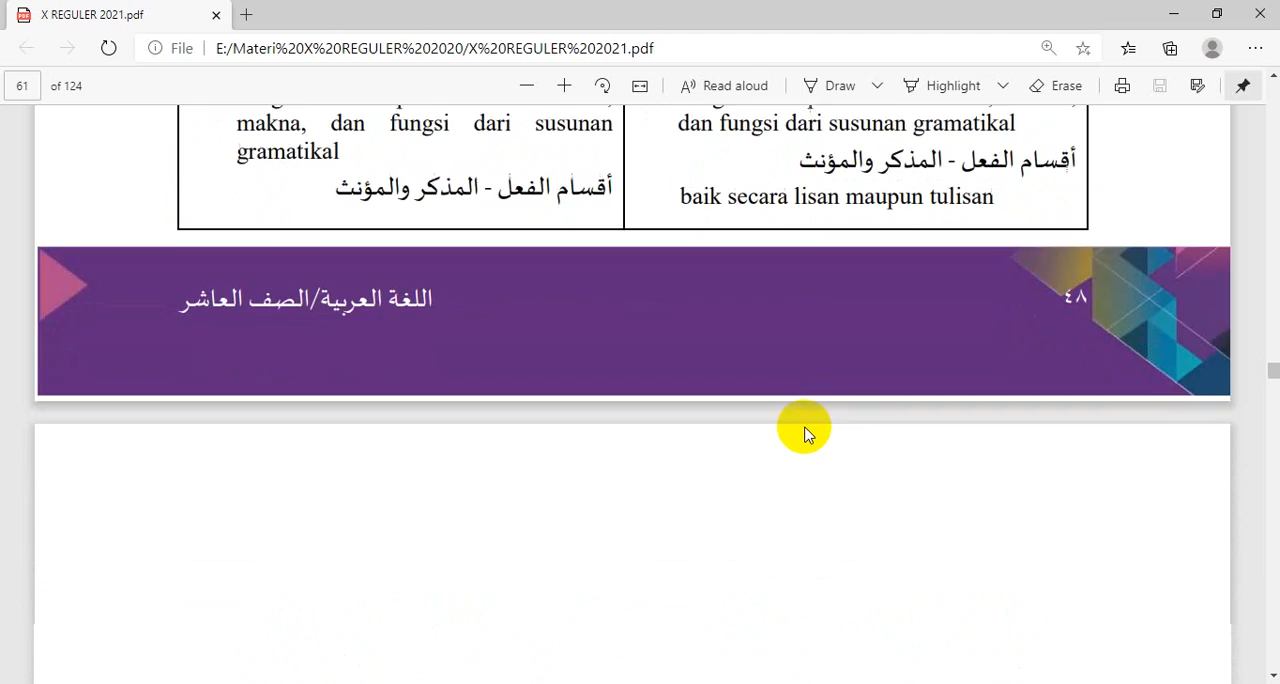 X REGULER 2021.pdf
File
E:/Materi%20X%20REGULER%202020/X%20REGULER%202021.pdf
61 of 124
Read aloud
Draw
Highlight
Erase
makna, dan fungsi dari susunan
gramatikal
أقسام الفعل - المذكر والمؤنث
dan fungsi dari susunan gramatikal
أقسام الفعل - المذكر والمؤنث
baik secara lisan maupun tulisan
اللغة العربية/الصف العاشر
٤٨